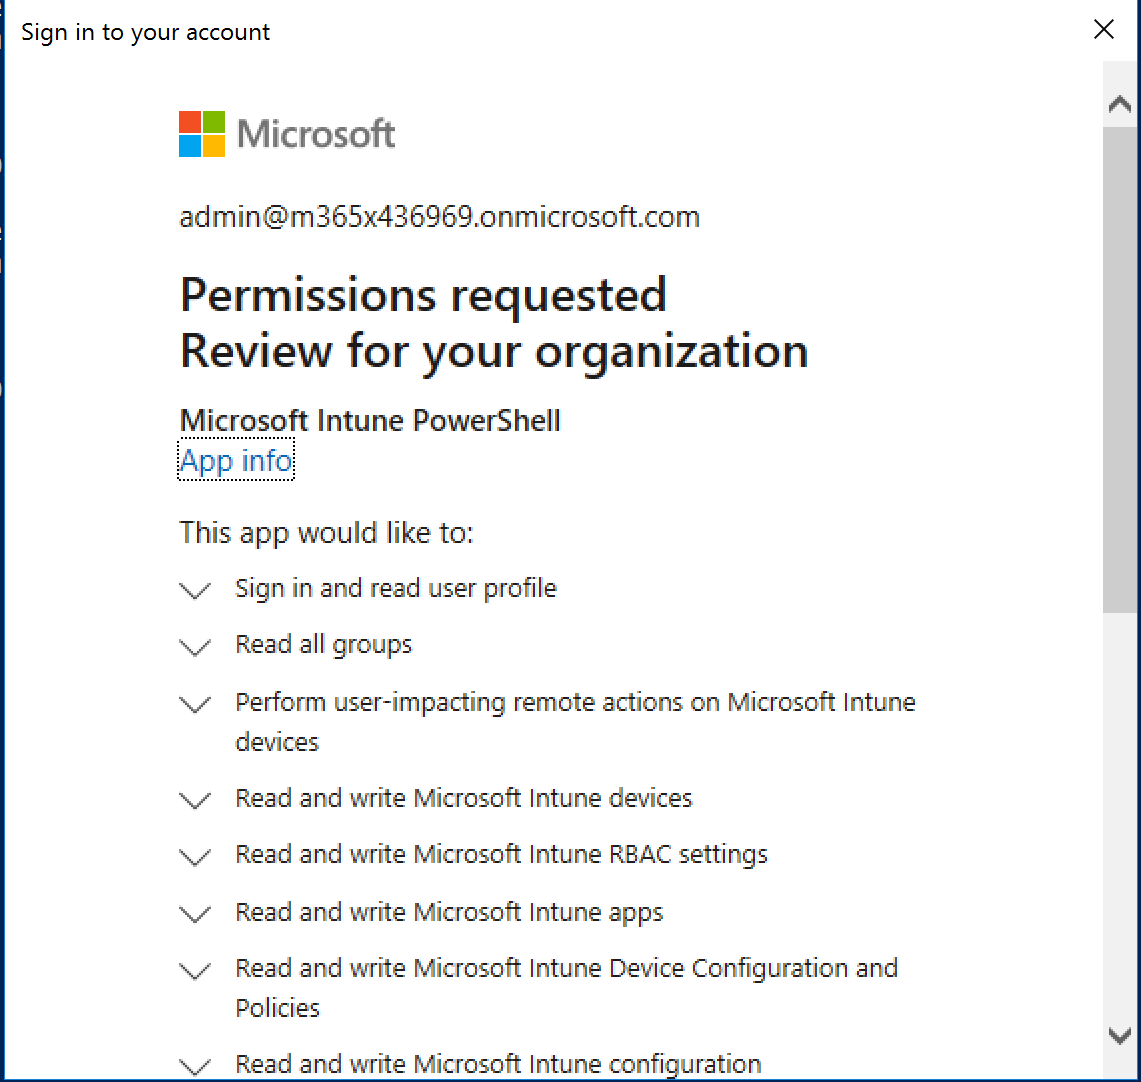 Sign in to your account
Microsoft
admin@m365x436969.onmicrosoft.com
Permissions requested
Review for your organization
Microsoft Intune PowerShell
App info
This app would like to:
Sign in and read user profile
Read all groups
Perform user-impacting remote actions on Microsoft Intune
devices
Read and write Microsoft Intune devices
Read and write Microsoft Intune RBAC settings
Read and write Microsoft Intune apps
Read and write Microsoft Intune Device Configuration and
Policies
Read and write Microsoft Intune configuration